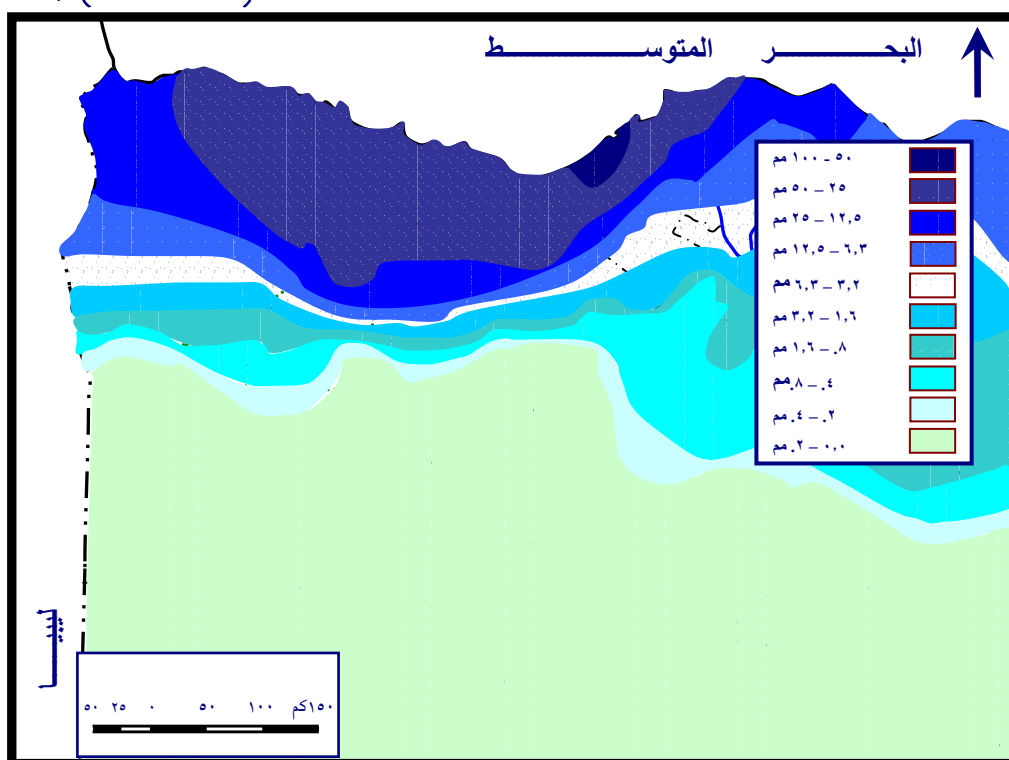 البحـــــــــر المتوســــــــــــط
٥٠ - ١٠٠ مم
٢٥ – ٥٠ مم
١٢,٥ – ٢٥ مم
٦,٣ – ١٢,٥ مم
٣,٢ – ٦,٣ مم
١,٦ – ٣,٢ مم
٠,٨ – ١,٦ مم
٠,٤ – ٠,٨ مم
٠,٢ – ٠,٤ مم
٠,٠ – ٠,٢ مم
٥٠ ٢٥ ٠ ٥٠ ١٠٠ ١٥٠كم